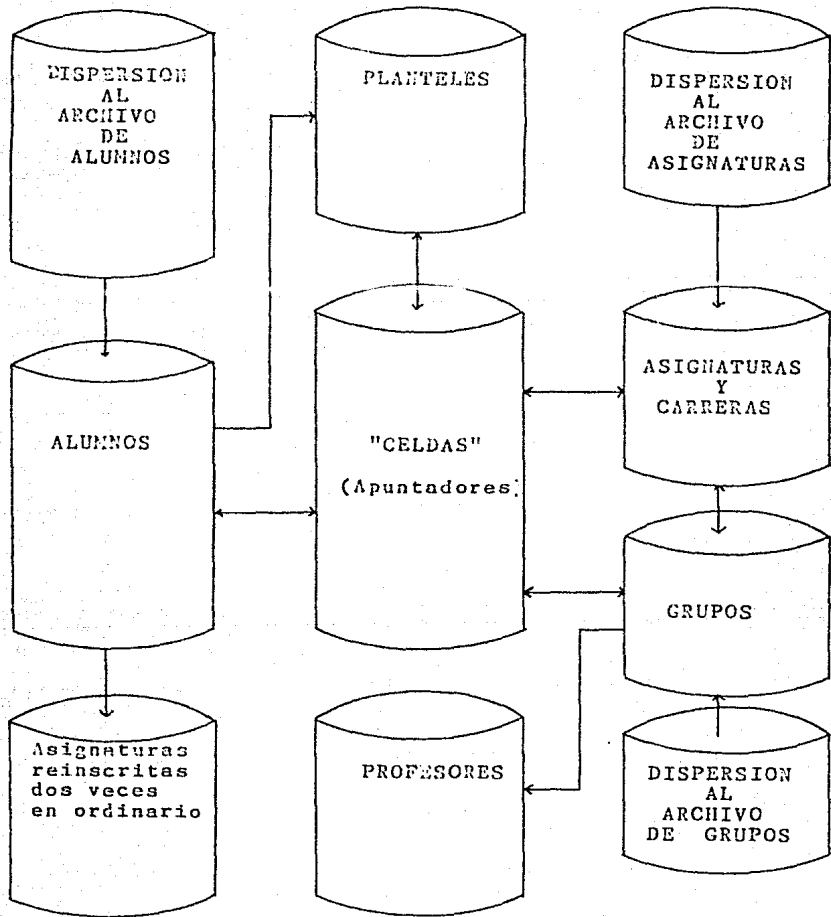 DISPERSION
AL
ARCHIVO
DE
ALUMNOS
PLANTELES
DISPERSION
AL
ARCHIVO
DE
ASIGNATURAS
ALUMNOS
"CELDAS"
(Apuntadores)
ASIGNATURAS
Y
CARRERAS
GRUPOS
Asignaturas
reinscritas
dos veces
en ordinario
PROFESORES
DISPERSION
AL
ARCHIVO
DE GRUPOS